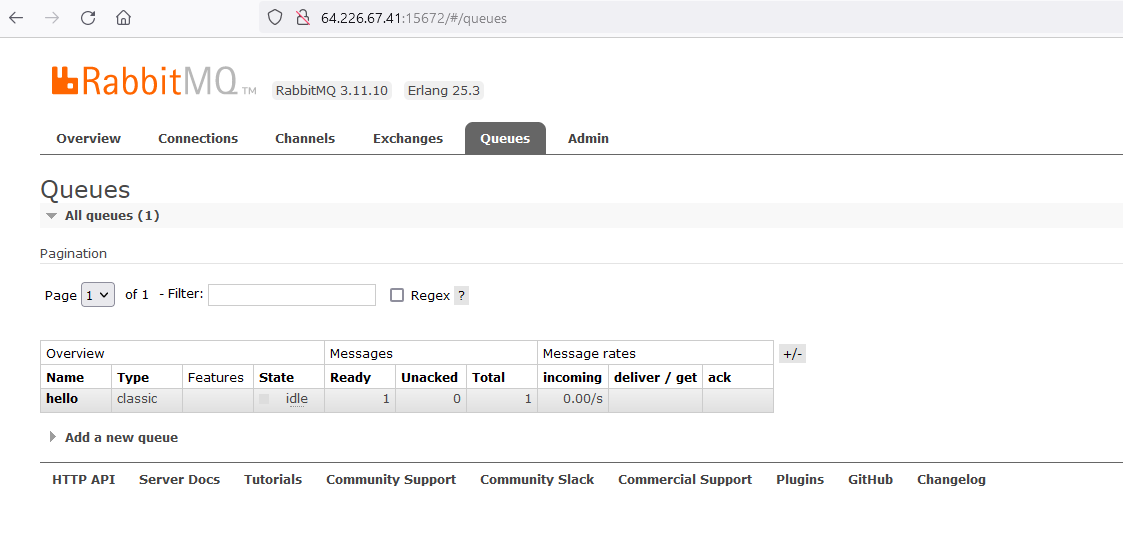 64.226.67.41:15672/#/queues
RabbitMQ TM RabbitMQ 3.11.10 Erlang 25.3
Overview Connections Channels Exchanges Queues Admin
Queues
All queues (1)
Pagination
Page 1 of 1 - Filter: Regex ?
Overview Messages Message rates +/-
Name Type Features State Ready Unacked Total incoming deliver / get ack
hello classic idle 1 0 1 0.00/s
Add a new queue
HTTP API Server Docs Tutorials Community Support Community Slack Commercial Support Plugins GitHub Changelog